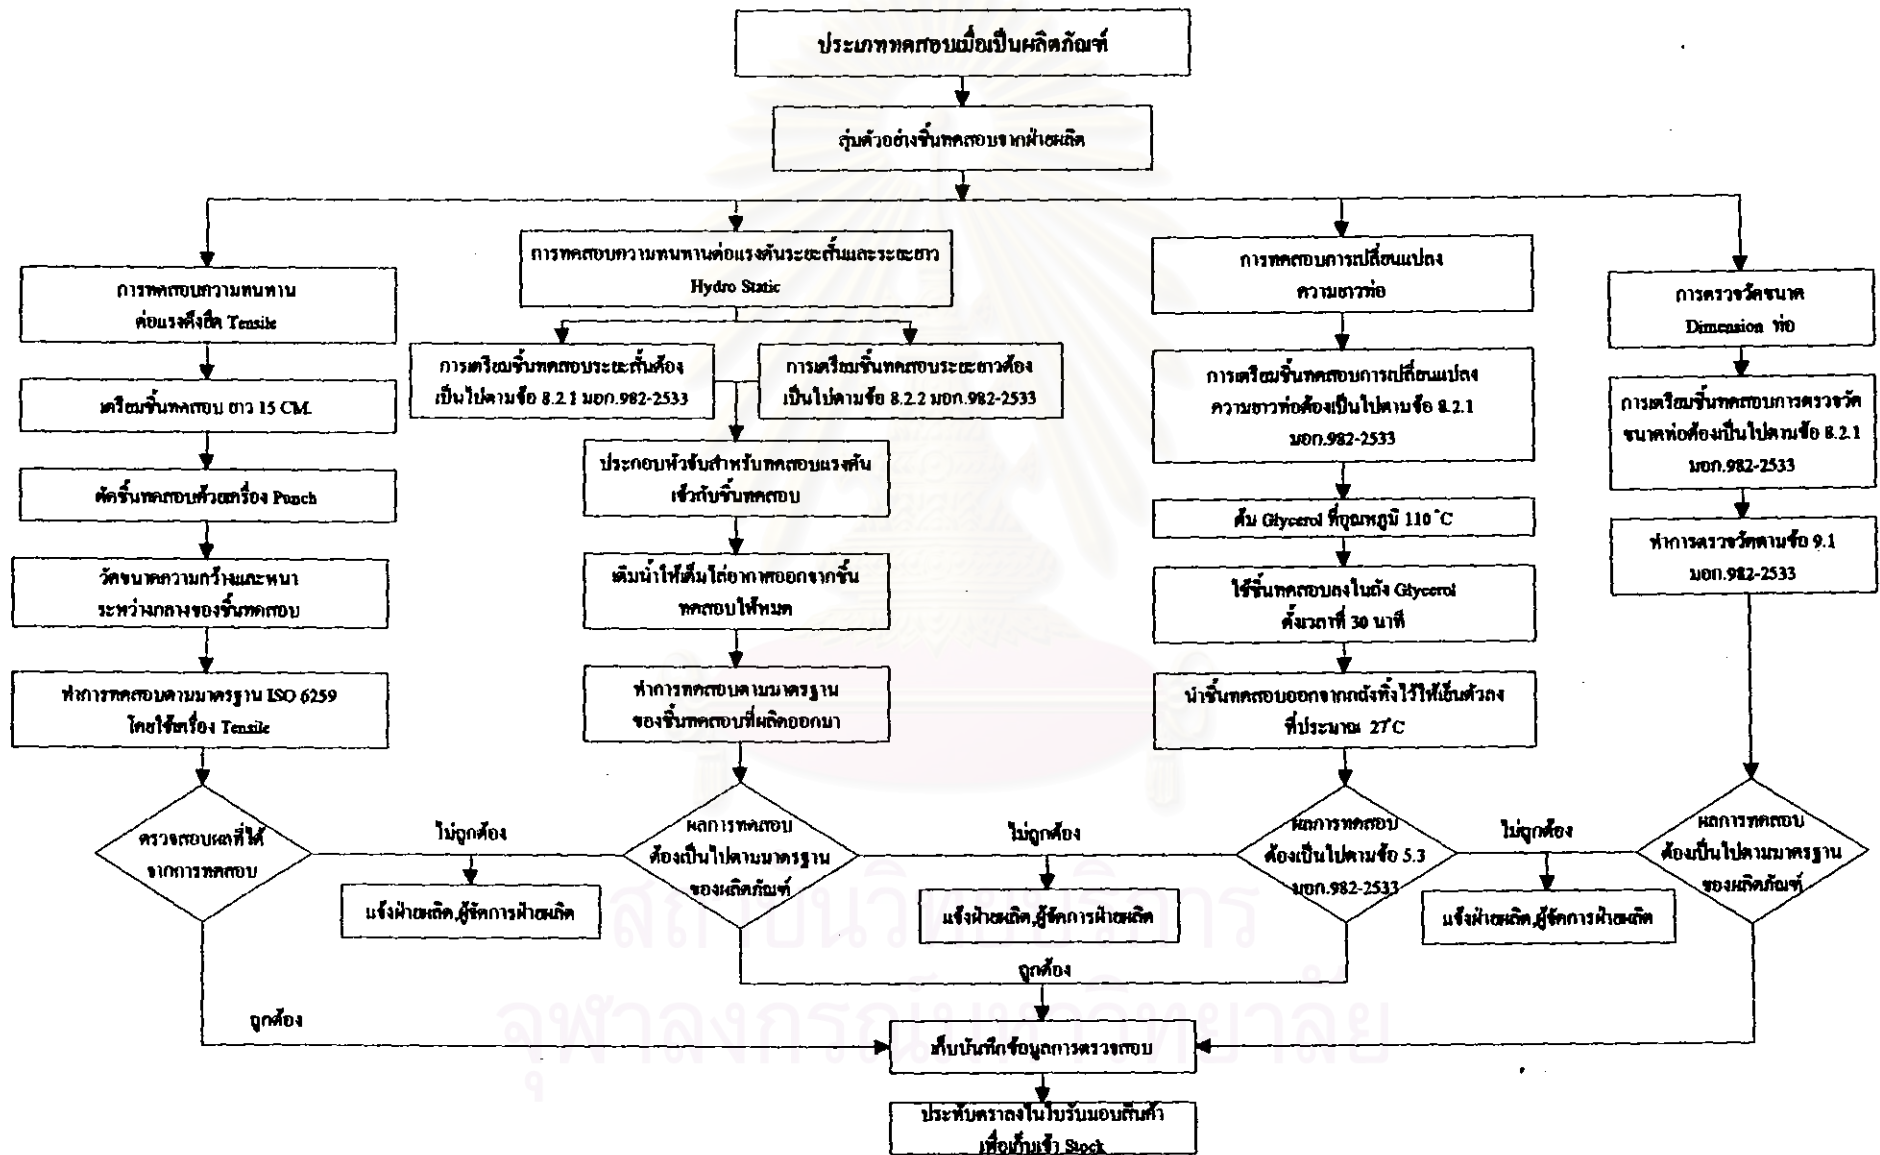 ประเภททดสอบเมื่อเป็นผลิตภัณฑ์
สุ่มตัวอย่างชิ้นทดสอบจากฝ่ายผลิต
การทดสอบความทนทาน
ต่อแรงดึงยืด Tensile
เตรียมชิ้นทดสอบ ยาว 15 CM.
ตัดชิ้นทดสอบด้วยเครื่อง Punch
วัดขนาดความกว้างและหนา
ระหว่างกลางของชิ้นทดสอบ
ทำการทดสอบตามมาตรฐาน ISO 6259
โดยใช้เครื่อง Tensile
ตรวจสอบผลที่ได้
จากการทดสอบ
การทดสอบความทนทานต่อแรงดันระยะสั้นและระยะยาว
Hydro Static
การเตรียมชิ้นทดสอบระยะสั้นต้อง
เป็นไปตามข้อ 8.2.1 มอก.982-2533
การเตรียมชิ้นทดสอบระยะยาวต้อง
เป็นไปตามข้อ 8.2.2 มอก.982-2533
ประกอบหัวจับสำหรับทดสอบแรงดัน
เข้ากับชิ้นทดสอบ
เติมน้ำให้เต็มไล่อากาศออกจากชิ้น
ทดสอบให้หมด
ทำการทดสอบตามมาตรฐาน
ของชิ้นทดสอบที่ผลิตออกมา
ผลการทดสอบ
ต้องเป็นไปตามมาตรฐาน
ของผลิตภัณฑ์
การทดสอบการเปลี่ยนแปลง
ความยาวท่อ
การเตรียมชิ้นทดสอบการเปลี่ยนแปลง
ความยาวท่อต้องเป็นไปตามข้อ 8.2.1
มอก.982-2533
ต้ม Glycerol ที่อุณหภูมิ 110 °C
ใช้ชิ้นทดสอบลงในถัง Glycerol
ตั้งเวลาที่ 30 นาที
นำชิ้นทดสอบออกจากถังทิ้งไว้ให้เย็นตัวลง
ที่ประมาณ 27°C
ผลการทดสอบ
ต้องเป็นไปตามข้อ 5.3
มอก.982-2533
การตรวจวัดขนาด
Dimension ท่อ
การเตรียมชิ้นทดสอบการตรวจวัด
ขนาดท่อต้องเป็นไปตามข้อ 8.2.1
มอก.982-2533
ทำการตรวจวัดตามข้อ 9.1
มอก.982-2533
ผลการทดสอบ
ต้องเป็นไปตามมาตรฐาน
ของผลิตภัณฑ์
ไม่ถูกต้อง
แจ้งฝ่ายผลิต,ผู้จัดการฝ่ายผลิต
ไม่ถูกต้อง
แจ้งฝ่ายผลิต,ผู้จัดการฝ่ายผลิต
ไม่ถูกต้อง
แจ้งฝ่ายผลิต,ผู้จัดการฝ่ายผลิต
ถูกต้อง
ถูกต้อง
เก็บบันทึกข้อมูลการตรวจสอบ
ประทับตราลงในใบรับมอบสินค้า
เพื่อเก็บเข้า Stock
สถาบันวิทยบริการ
จุฬาลงกรณ์มหาวิทยาลัย